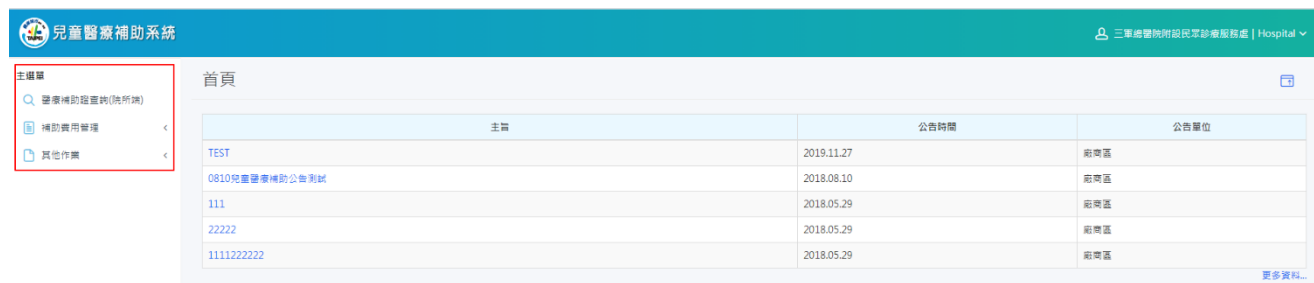 兒童醫療補助系統
三軍總醫院附設民眾診療服務處 | Hospital
主選單
醫療補助證查詢(院所端)
補助費用管理
其他作業
首頁
主旨 公告時間 公告單位
TEST 2019.11.27 廠商區
0810兒童醫療補助公告測試 2018.08.10 廠商區
111 2018.05.29 廠商區
22222 2018.05.29 廠商區
1111222222 2018.05.29 廠商區
更多資料...